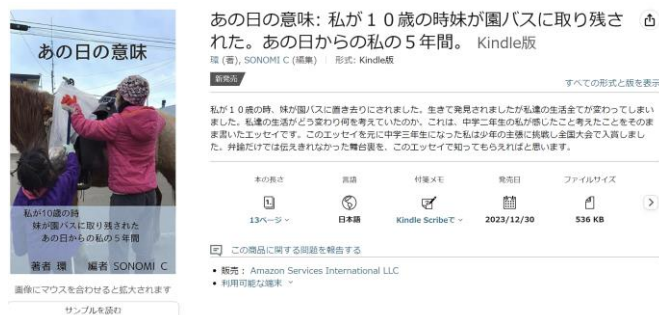 あの日の意味
私が10歳の時
妹が園バスに取り残された
あの日からの私の5年間
著者 環 編者 SONOMI C
画像にマウスを合わせると拡大されます
サンプルを読む
あの日の意味: 私が10歳の時妹が園バスに取り残さ
れた。あの日からの私の5年間。 Kindle版
環 (著), SONOMI C (編集) 形式: Kindle版
新発売
すべての形式と版を表示
私が10歳の時、妹が園バスに置き去りにされました。生きて発見されましたが私達の生活全てが変わってしまい
ました。私達の生活がどう変わり何を考えていたのか、これは、中学二年生の私が感じたこと考えたことをそのま
ま書いたエッセイです。このエッセイを元に中学三年生になった私は少年の主張に挑戦し全国大会で入賞しまし
た。弁論だけでは伝えきれなかった舞台裏を、このエッセイで知ってもらえればと思います。
本の長さ 言語 付箋メモ 発売日 ファイルサイズ
13ページ 日本語 Kindle Scribeで 2023/12/30 536 KB
この商品に関する問題を報告する
• 販売： Amazon Services International LLC
• 利用可能な端末